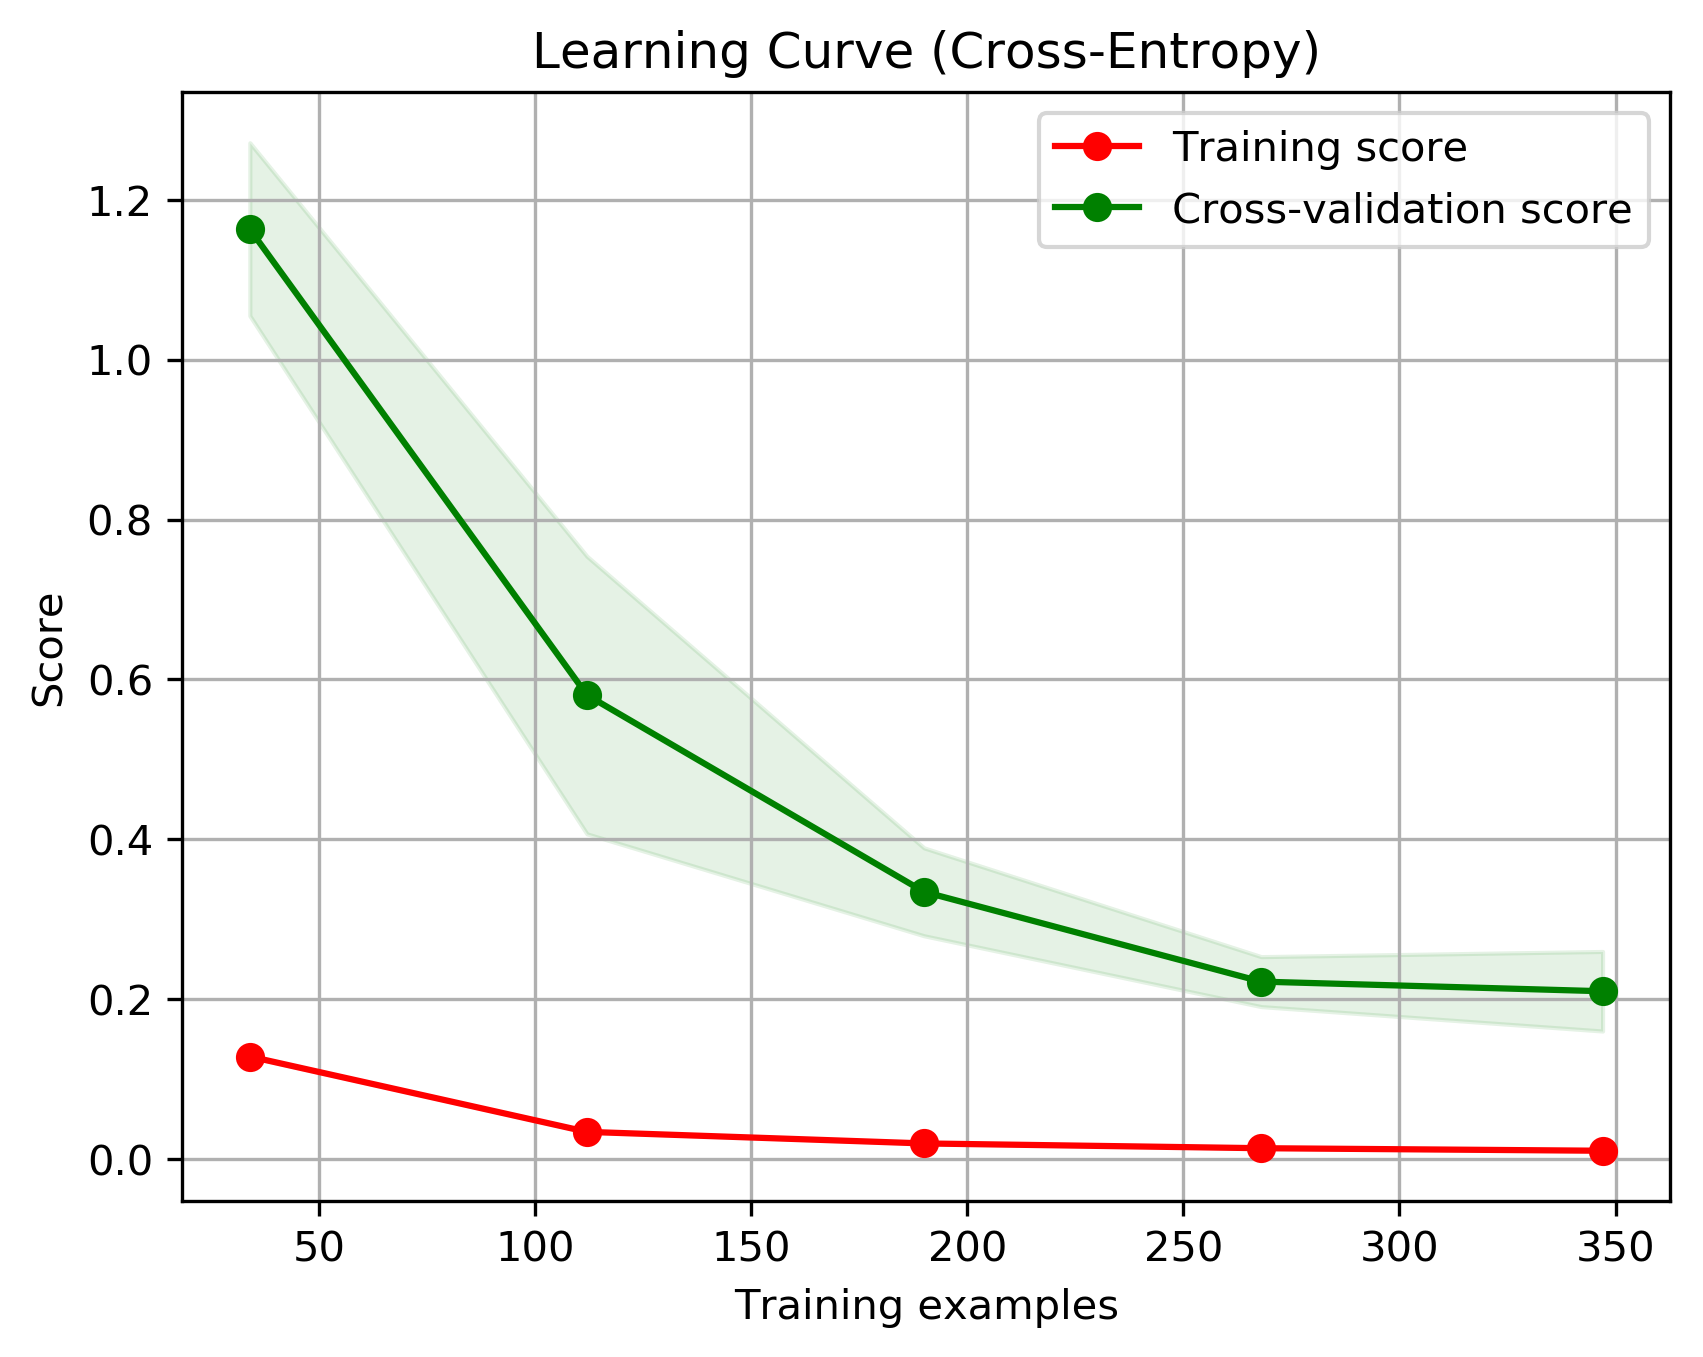 Learning Curve (Cross-Entropy)
Training score
Cross-validation score
1.2
1.0
0.8
0.6
0.4
0.2
0.0
Score
50 100 150 200 250 300 350
Training examples